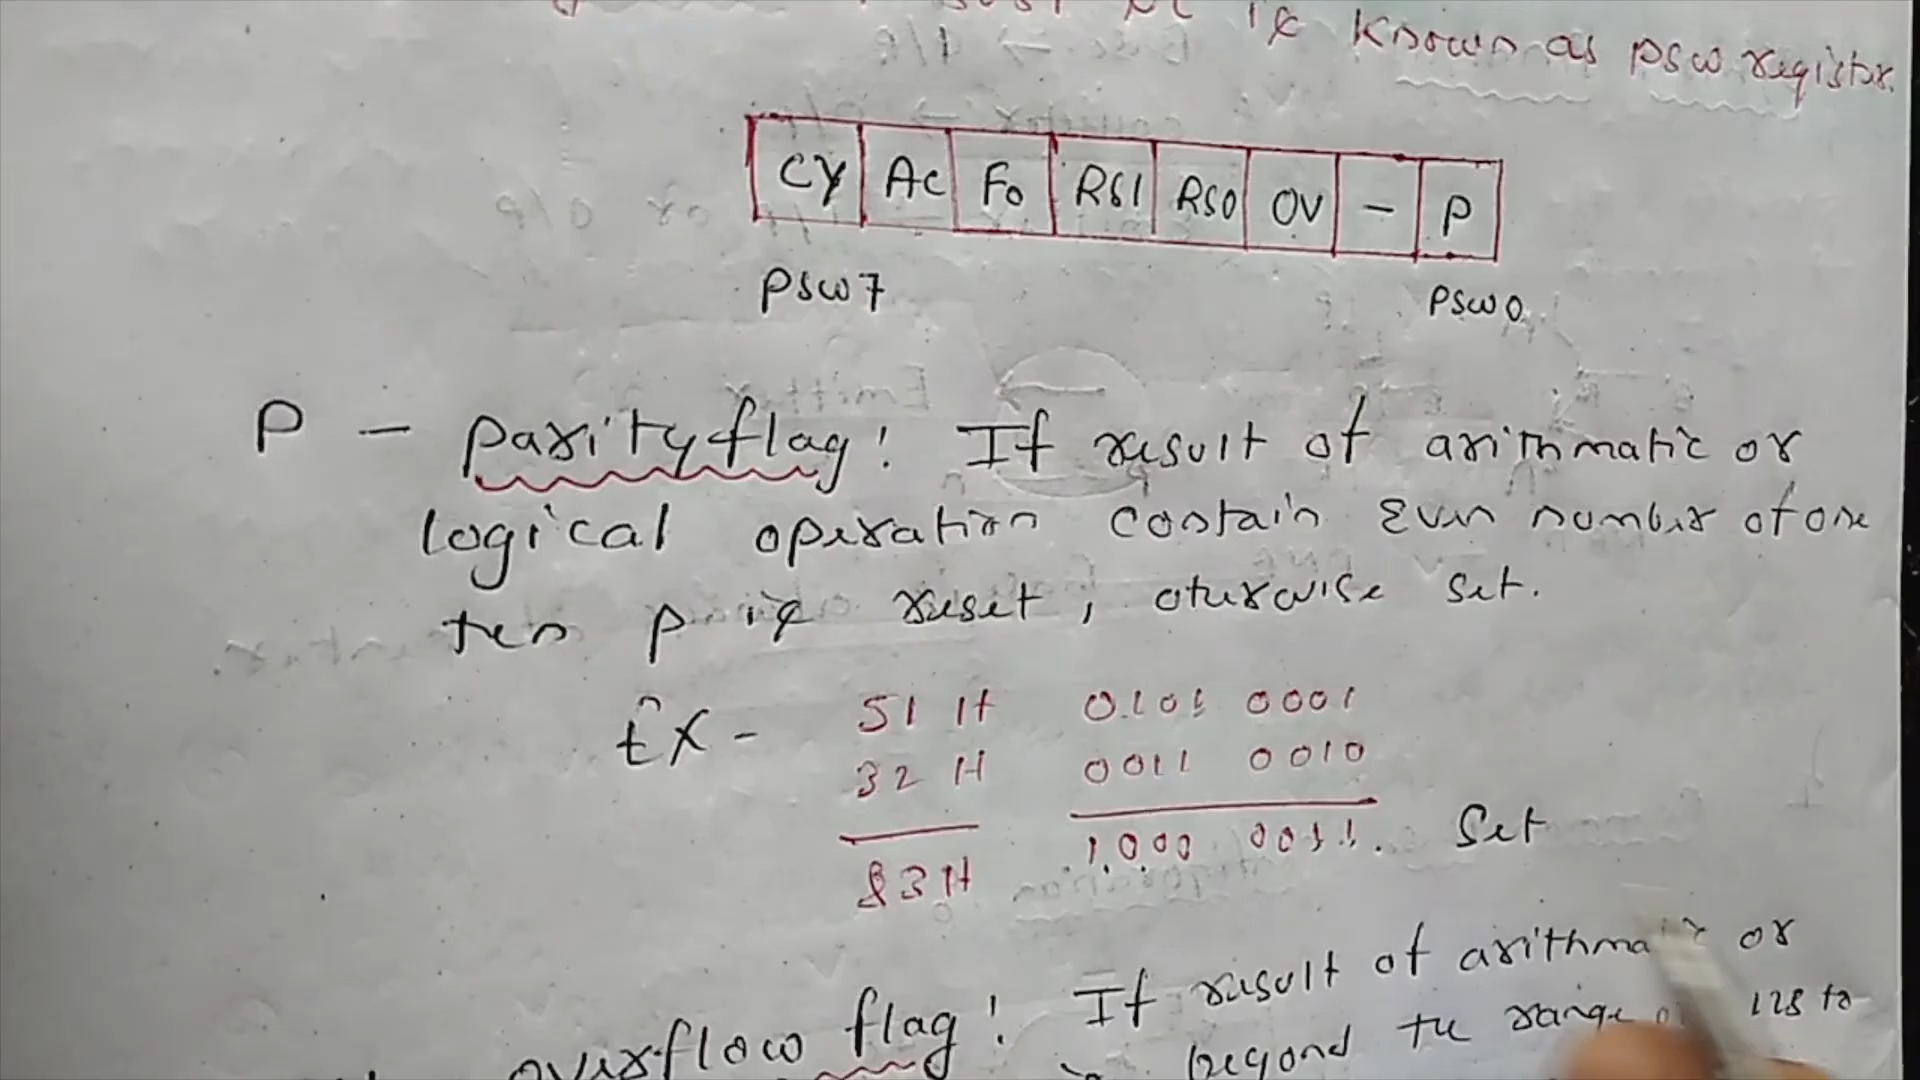 is known as psw register.
CY AC F0 RS1 RS0 OV - P
PSW7 PSW0
P - parity flag: If result of arithmatic or
logical operation contain Even number of one
then p is reset, otherwise set.
EX - 51 H 0101 0001
32 H 0011 0010
83 H 1000 0011. Set
overflow flag: If result of arithmatic or
beyond the range 128 to